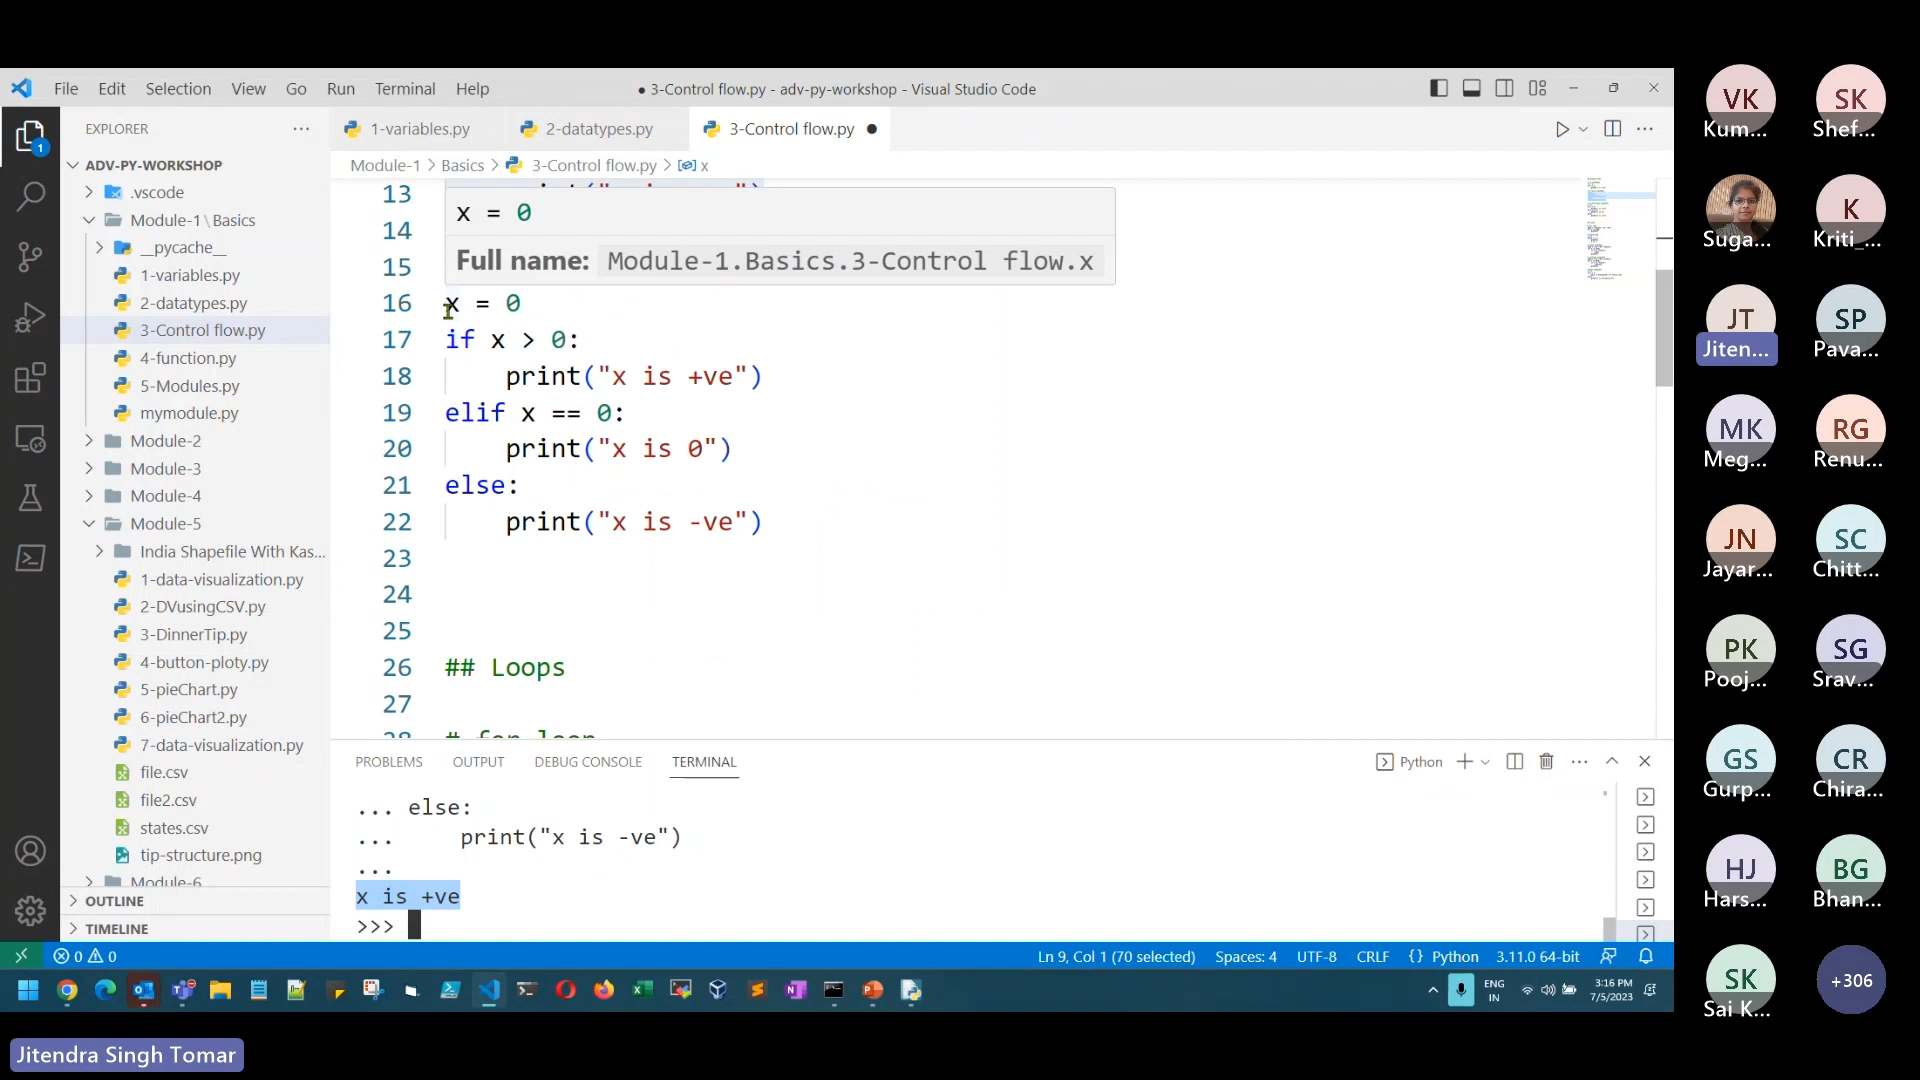 File Edit Selection View Go Run Terminal Help
● 3-Control flow.py - adv-py-workshop - Visual Studio Code
EXPLORER
1-variables.py
2-datatypes.py
3-Control flow.py
ADV-PY-WORKSHOP
.vscode
Module-1\Basics
__pycache__
1-variables.py
2-datatypes.py
3-Control flow.py
4-function.py
5-Modules.py
mymodule.py
Module-2
Module-3
Module-4
Module-5
India Shapefile With Kas...
1-data-visualization.py
2-DVusingCSV.py
3-DinnerTip.py
4-button-ploty.py
5-pieChart.py
6-pieChart2.py
7-data-visualization.py
file.csv
file2.csv
states.csv
tip-structure.png
Module-6
OUTLINE
TIMELINE
1
Module-1 > Basics > 3-Control flow.py > x
13
x = 0
14
15
Full name: Module-1.Basics.3-Control flow.x
16 x = 0
17 if x > 0:
18 print("x is +ve")
19 elif x == 0:
20 print("x is 0")
21 else:
22 print("x is -ve")
23
24
25
26 ## Loops
27
28 # for loop
PROBLEMS OUTPUT DEBUG CONSOLE TERMINAL
Python
... else:
... print("x is -ve")
...
x is +ve
>>>
0 0
Ln 9, Col 1 (70 selected) Spaces: 4 UTF-8 CRLF {} Python 3.11.0 64-bit
ENG
IN
3:16 PM
7/5/2023
VK
Kum...
SK
Shef...
Suga...
K
Kriti_...
JT
Jiten...
SP
Pava...
MK
Meg...
RG
Renu...
JN
Jayar...
SC
Chitt...
PK
Pooj...
SG
Srav...
GS
Gurp...
CR
Chira...
HJ
Hars...
BG
Bhan...
SK
Sai K...
+306
Jitendra Singh Tomar